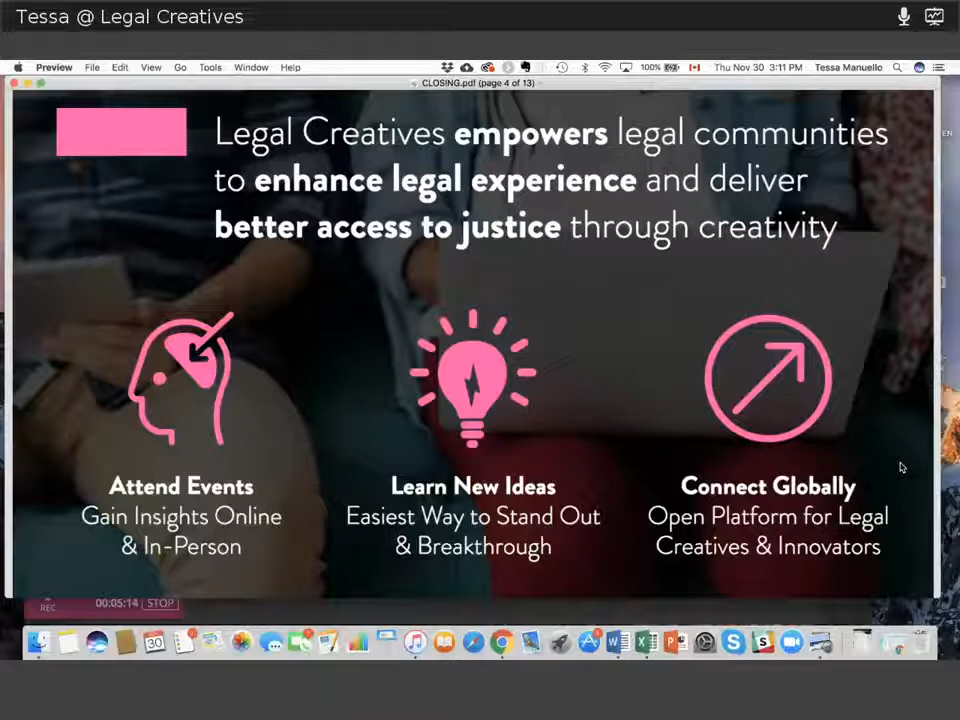 Tessa @ Legal Creatives
Preview File Edit View Go Tools Window Help 100% Thu Nov 30 3:11 PM Tessa Manuello
CLOSING.pdf (page 4 of 13)
EN
Legal Creatives empowers legal communities
to enhance legal experience and deliver
better access to justice through creativity
Attend Events
Gain Insights Online
& In-Person
Learn New Ideas
Easiest Way to Stand Out
& Breakthrough
Connect Globally
Open Platform for Legal
Creatives & Innovators
REC... 00:05:14 STOP
30